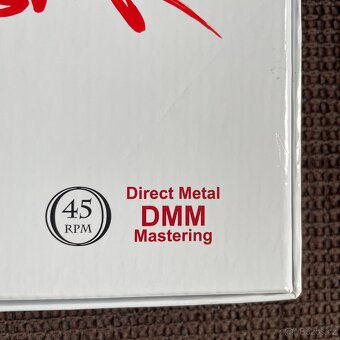 45
RPM
Direct Metal
DMM
Mastering